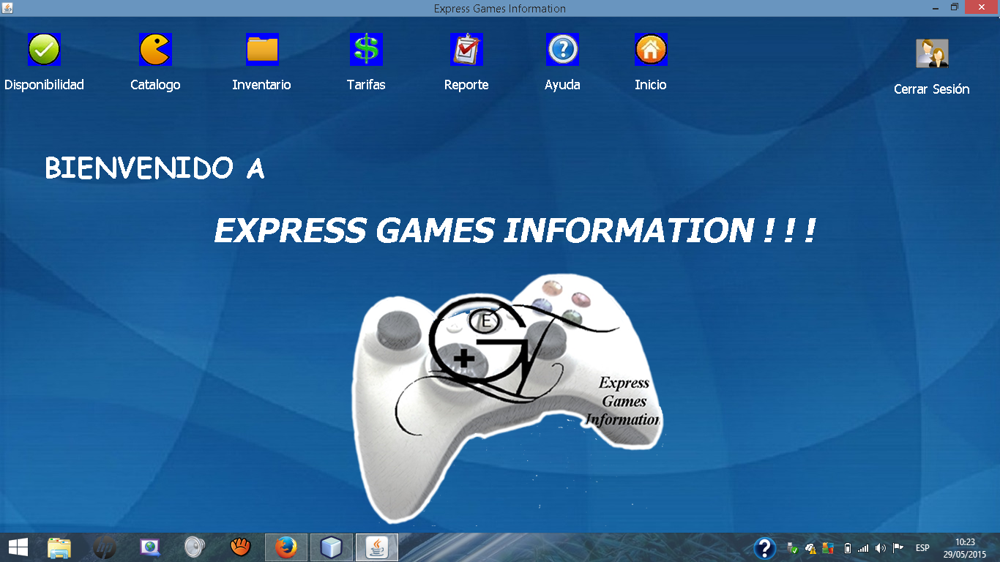 Express Games Information
Disponibilidad
Catalogo
Inventario
Tarifas
Reporte
Ayuda
Inicio
Cerrar Sesión
BIENVENIDO A
EXPRESS GAMES INFORMATION ! ! !
E
G
Express
Games
Information
hp
ESP
10:23
29/05/2015